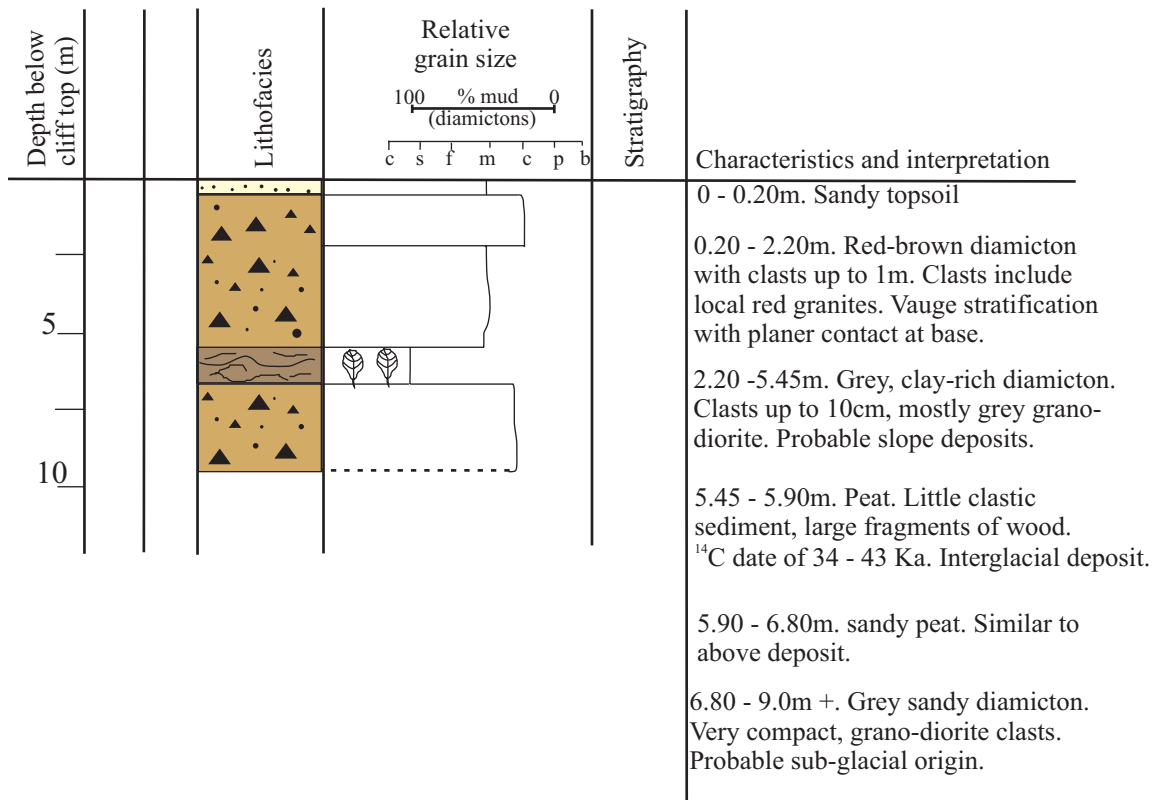 Depth below
cliff top (m)
Lithofacies
Relative
grain size
100 % mud 0
(diamictons)
c s f m c p b
Stratigraphy
Characteristics and interpretation
0 - 0.20m. Sandy topsoil
0.20 - 2.20m. Red-brown diamicton
with clasts up to 1m. Clasts include
local red granites. Vauge stratification
with planer contact at base.
5
2.20 -5.45m. Grey, clay-rich diamicton.
Clasts up to 10cm, mostly grey grano-
diorite. Probable slope deposits.
10
5.45 - 5.90m. Peat. Little clastic
sediment, large fragments of wood.
¹⁴C date of 34 - 43 Ka. Interglacial deposit.
5.90 - 6.80m. sandy peat. Similar to
above deposit.
6.80 - 9.0m +. Grey sandy diamicton.
Very compact, grano-diorite clasts.
Probable sub-glacial origin.